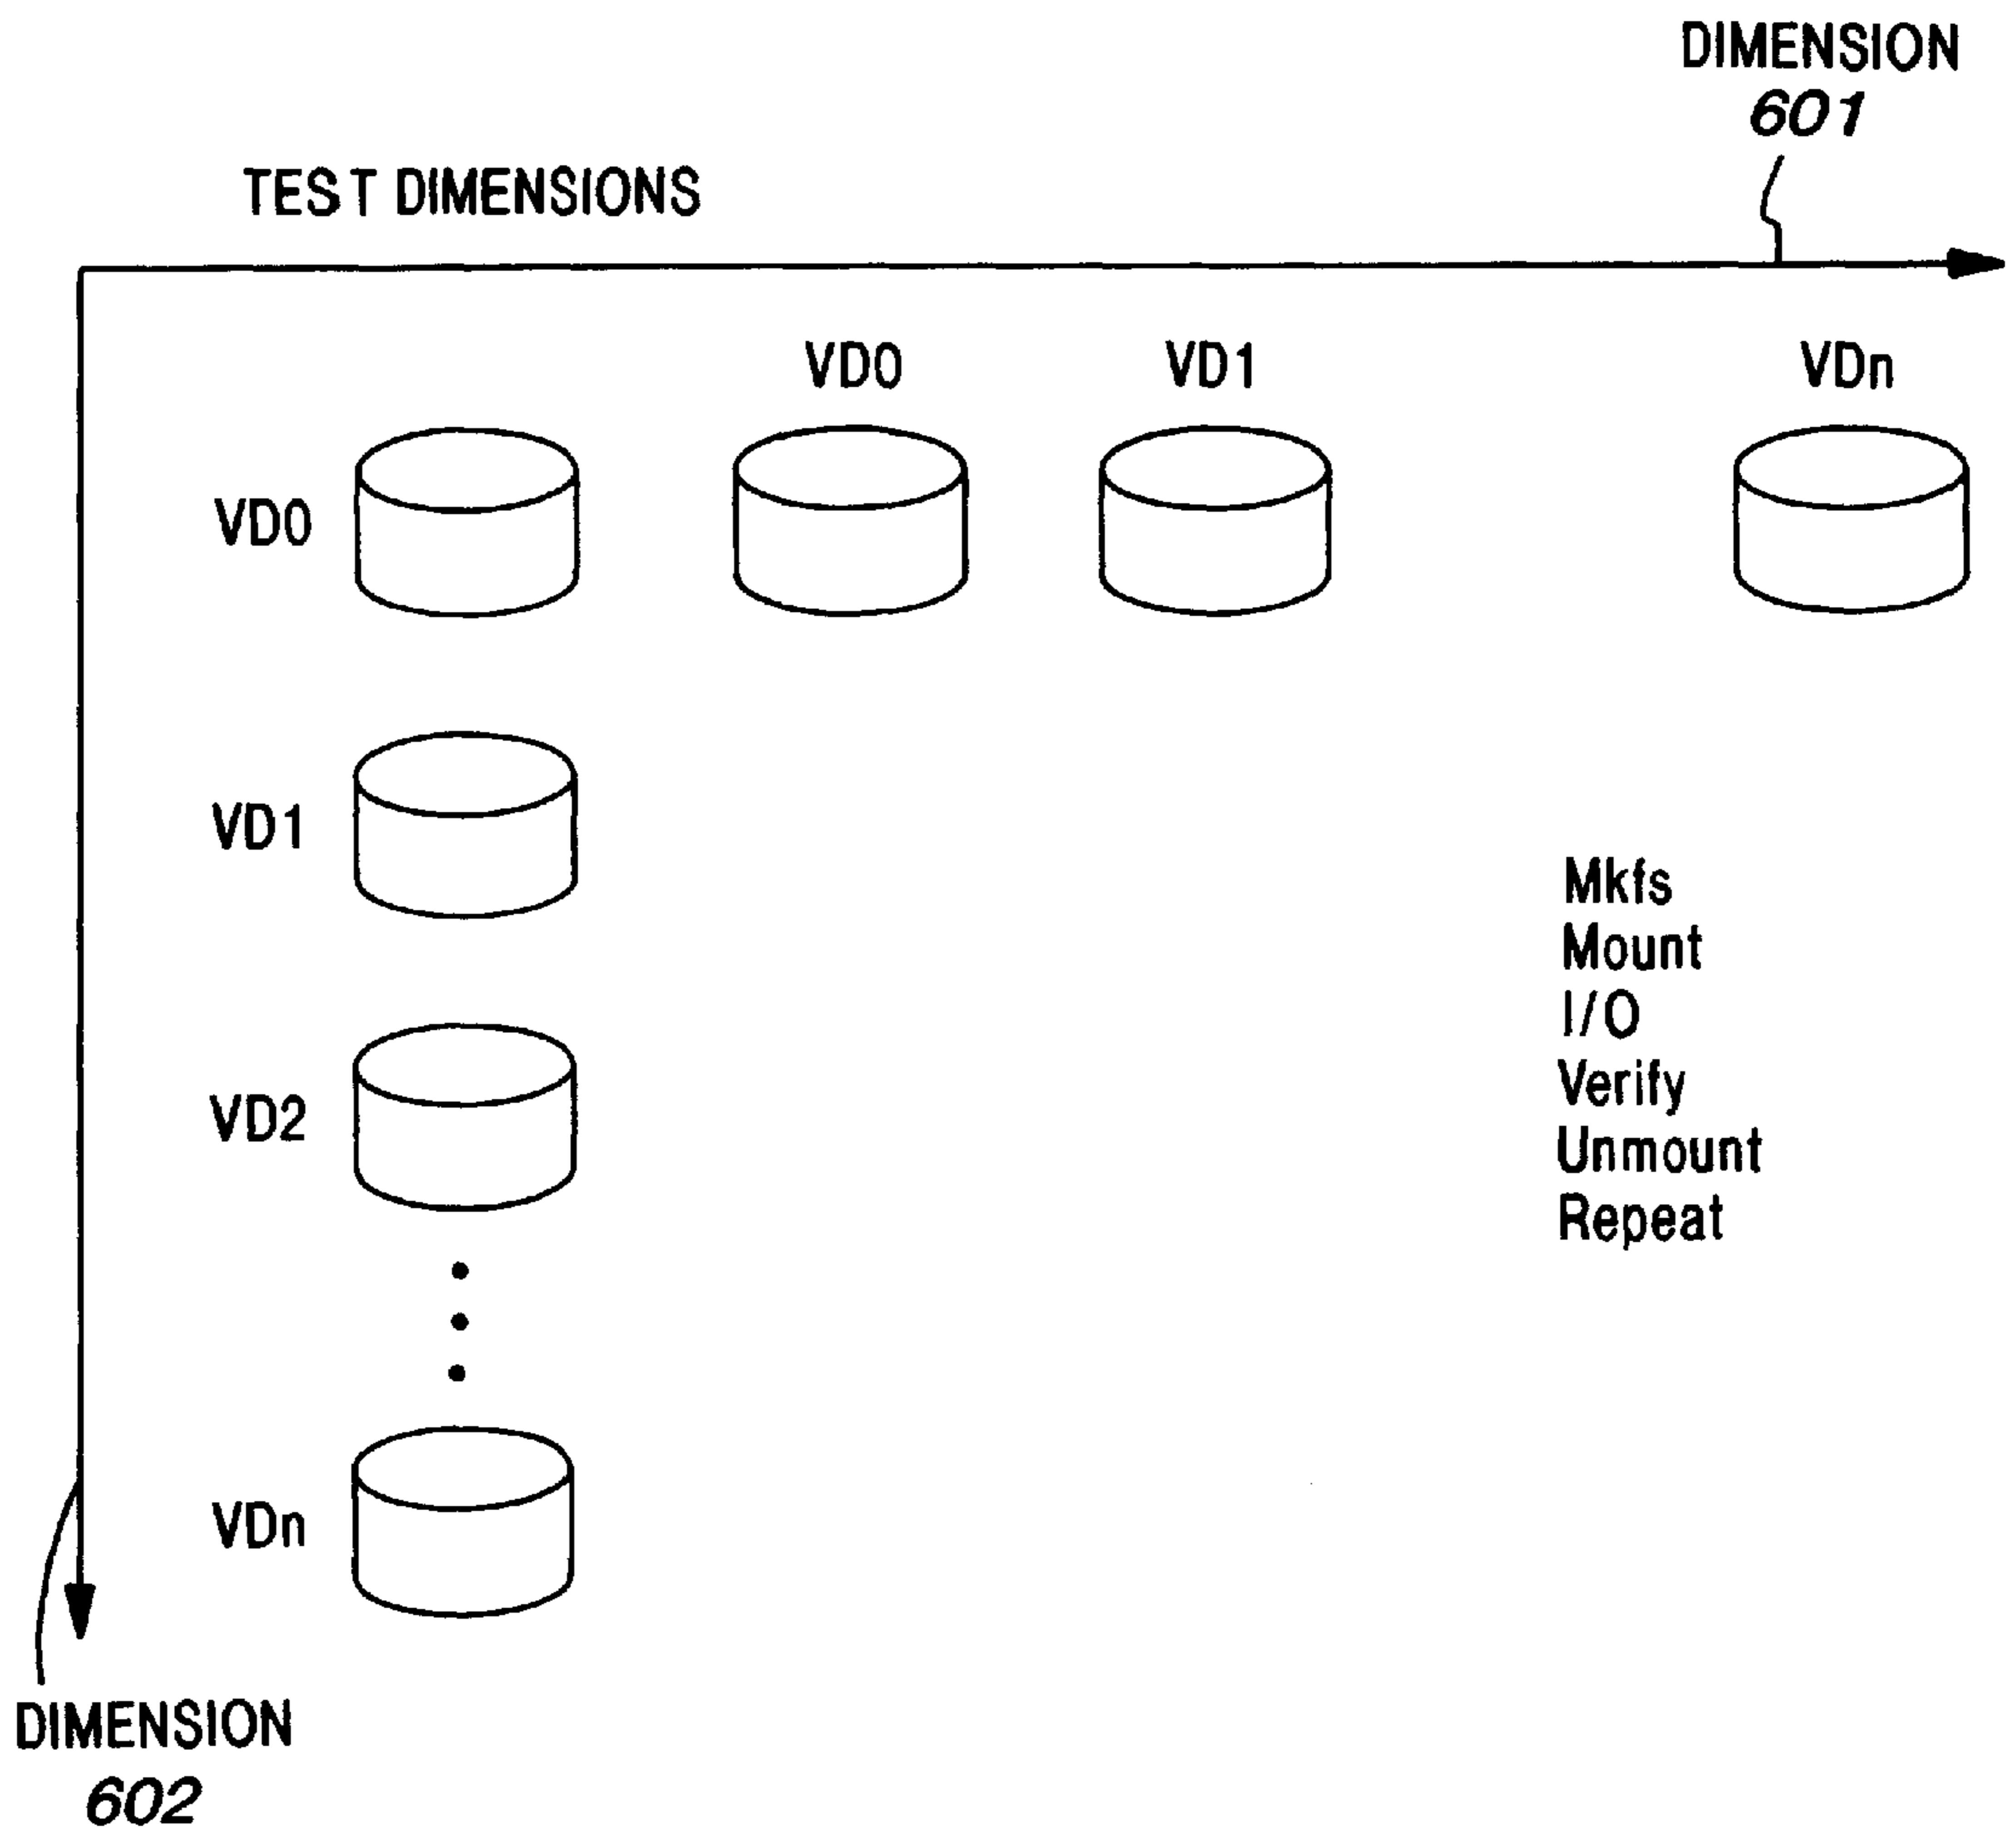 DIMENSION
601
TEST DIMENSIONS
VD0 VD1 VDn
VD0
VD1
VD2
VDn
Mkfs
Mount
I/O
Verify
Unmount
Repeat
DIMENSION
602